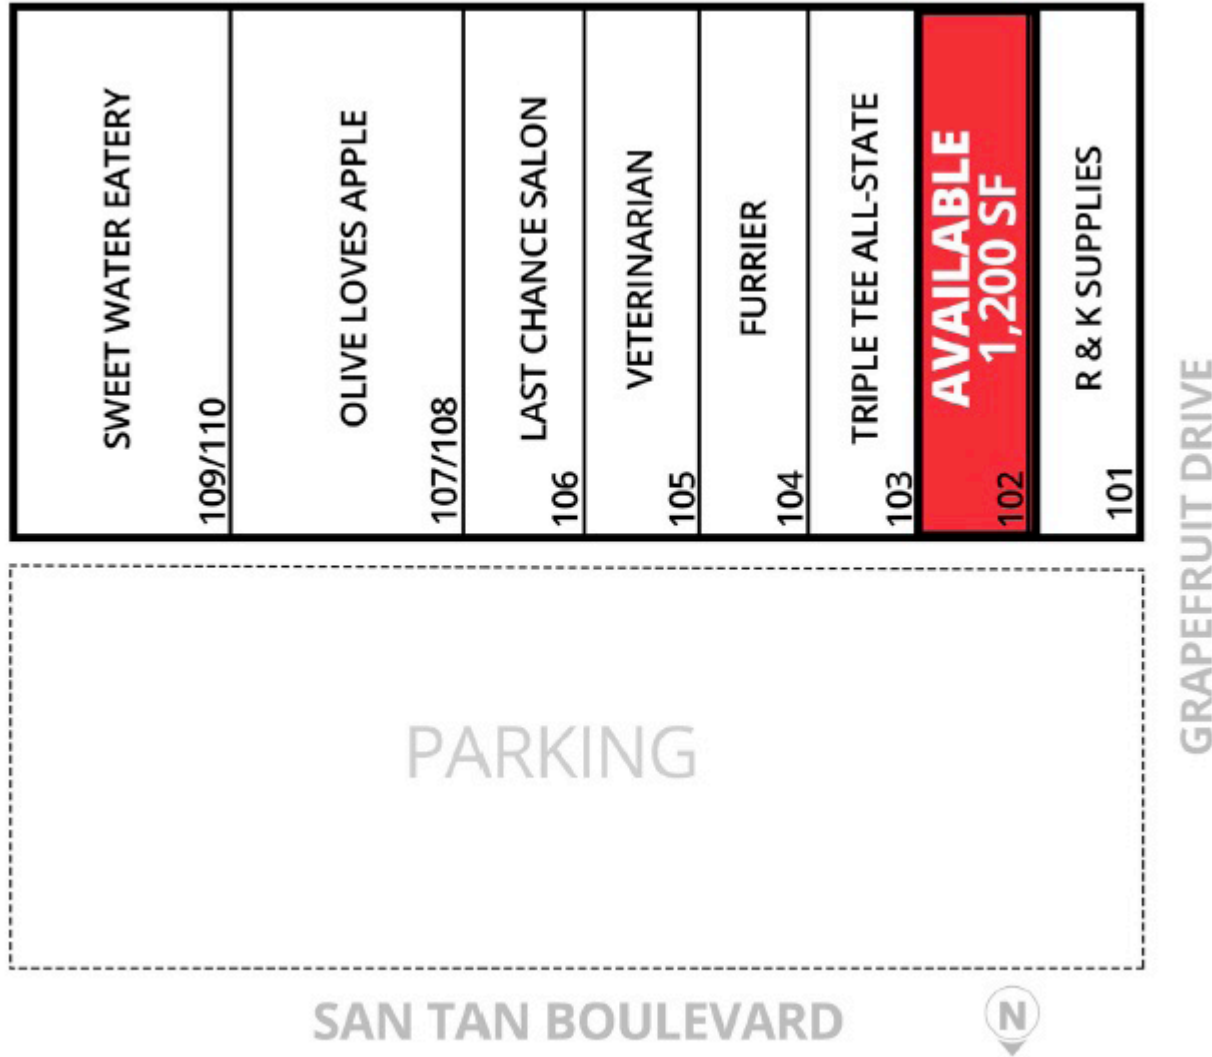 SWEET WATER EATERY
109/110
OLIVE LOVES APPLE
107/108
LAST CHANCE SALON
106
VETERINARIAN
105
FURRIER
104
TRIPLE TEE ALL-STATE
103
AVAILABLE
1,200 SF
102
R & K SUPPLIES
101
GRAPEFRUIT DRIVE
PARKING
SAN TAN BOULEVARD
N